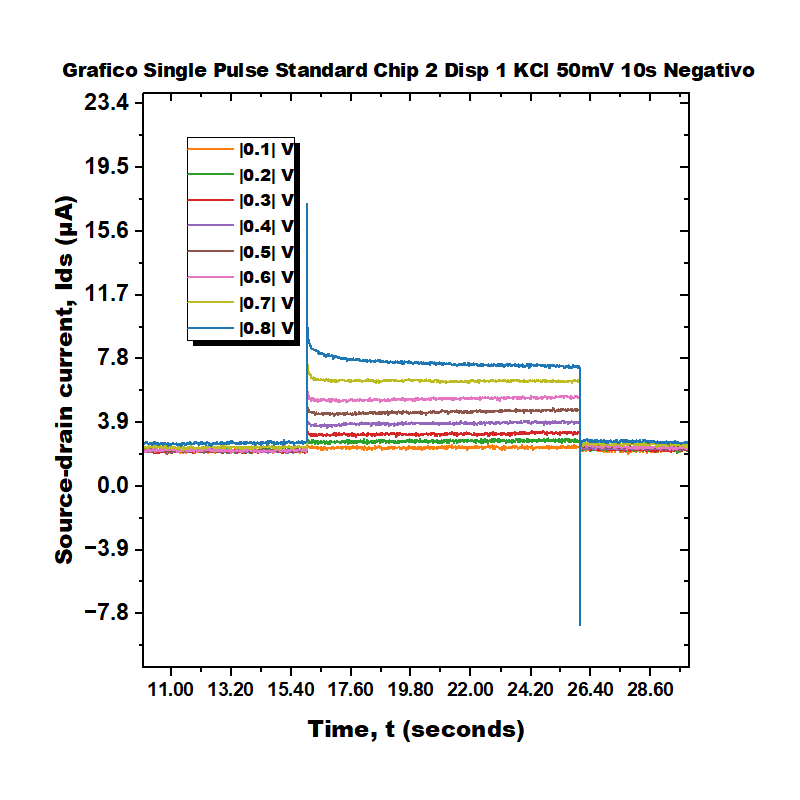 Grafico Single Pulse Standard Chip 2 Disp 1 KCl 50mV 10s Negativo
23.4
19.5
15.6
11.7
7.8
3.9
0.0
−3.9
−7.8
Source-drain current, Ids (μA)
|0.1| V
|0.2| V
|0.3| V
|0.4| V
|0.5| V
|0.6| V
|0.7| V
|0.8| V
11.00 13.20 15.40 17.60 19.80 22.00 24.20 26.40 28.60
Time, t (seconds)